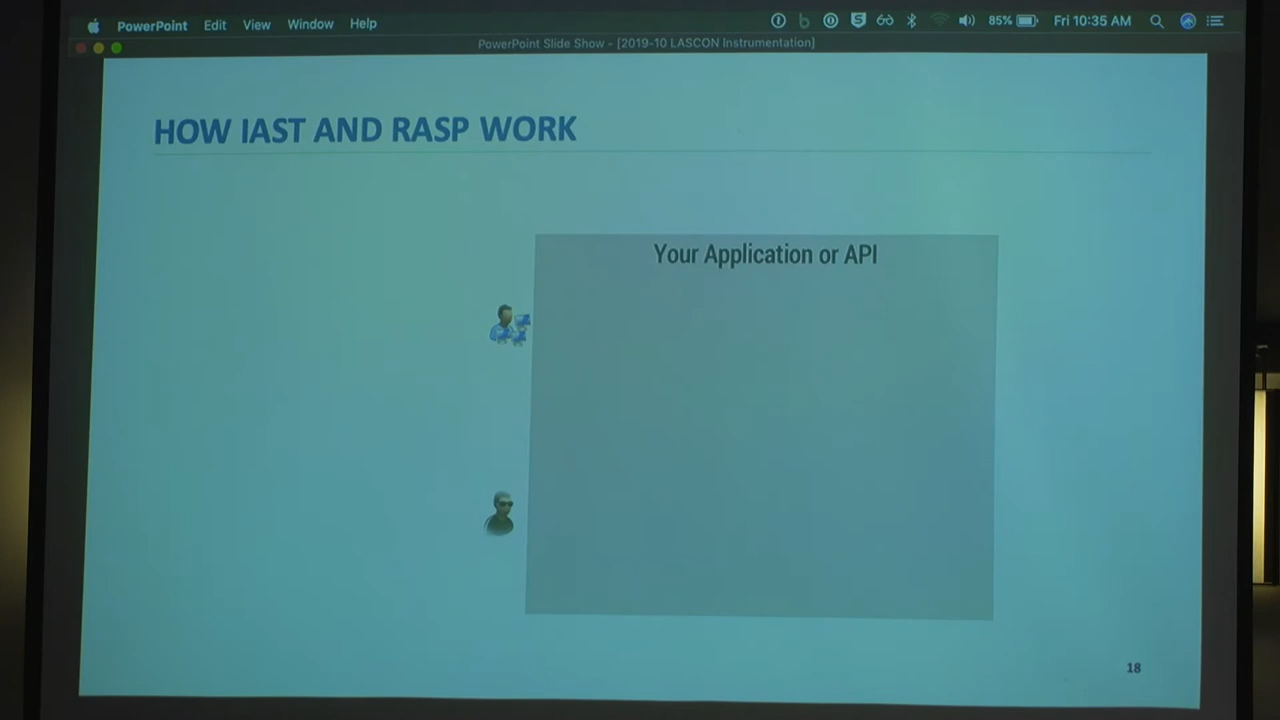 PowerPoint Edit View Window Help 85% Fri 10:35 AM
PowerPoint Slide Show - [2019-10 LASCON Instrumentation]
HOW IAST AND RASP WORK
Your Application or API
18